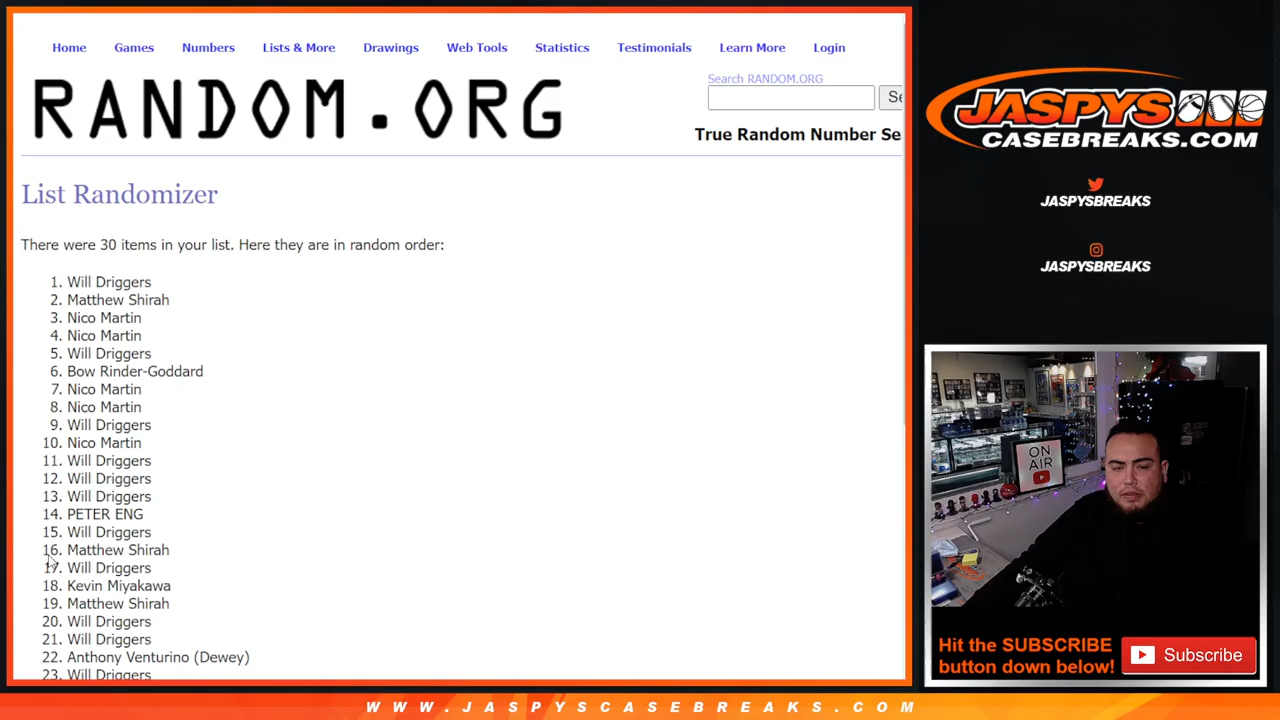 Home Games Numbers Lists & More Drawings Web Tools Statistics Testimonials Learn More Login
RANDOM.ORG
Search RANDOM.ORG
Se
True Random Number Se
List Randomizer
There were 30 items in your list. Here they are in random order:
1. Will Driggers
2. Matthew Shirah
3. Nico Martin
4. Nico Martin
5. Will Driggers
6. Bow Rinder-Goddard
7. Nico Martin
8. Nico Martin
9. Will Driggers
10. Nico Martin
11. Will Driggers
12. Will Driggers
13. Will Driggers
14. PETER ENG
15. Will Driggers
16. Matthew Shirah
17. Will Driggers
18. Kevin Miyakawa
19. Matthew Shirah
20. Will Driggers
21. Will Driggers
22. Anthony Venturino (Dewey)
23. Will Driggers
JASPYS
CASEBREAKS.COM
JASPYSBREAKS
JASPYSBREAKS
ON
AIR
Hit the SUBSCRIBE
button down below!
Subscribe
WWW.JASPYSCASEBREAKS.COM